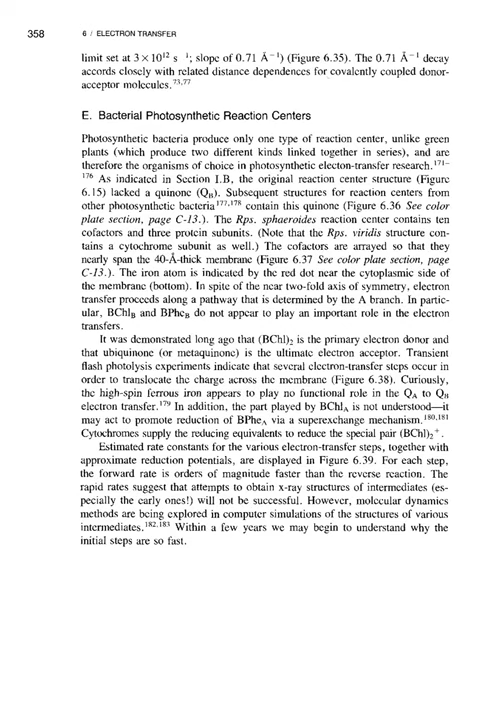 358 6 / ELECTRON TRANSFER
limit set at 3 × 10¹² s⁻¹; slope of 0.71 Å⁻¹) (Figure 6.35). The 0.71 Å⁻¹ decay
accords closely with related distance dependences for covalently coupled donor-
acceptor molecules.⁷³,⁷⁷
E. Bacterial Photosynthetic Reaction Centers
Photosynthetic bacteria produce only one type of reaction center, unlike green
plants (which produce two different kinds linked together in series), and are
therefore the organisms of choice in photosynthetic electon-transfer research.¹⁷¹⁻
¹⁷⁶ As indicated in Section I.B, the original reaction center structure (Figure
6.15) lacked a quinone (Q_B). Subsequent structures for reaction centers from
other photosynthetic bacteria¹⁷⁷,¹⁷⁸ contain this quinone (Figure 6.36 See color
plate section, page C-13.). The Rps. sphaeroides reaction center contains ten
cofactors and three protein subunits. (Note that the Rps. viridis structure con-
tains a cytochrome subunit as well.) The cofactors are arrayed so that they
nearly span the 40-Å-thick membrane (Figure 6.37 See color plate section, page
C-13.). The iron atom is indicated by the red dot near the cytoplasmic side of
the membrane (bottom). In spite of the near two-fold axis of symmetry, electron
transfer proceeds along a pathway that is determined by the A branch. In partic-
ular, BChl_B and BPhe_B do not appear to play an important role in the electron
transfers.
It was demonstrated long ago that (BChl)₂ is the primary electron donor and
that ubiquinone (or metaquinone) is the ultimate electron acceptor. Transient
flash photolysis experiments indicate that several electron-transfer steps occur in
order to translocate the charge across the membrane (Figure 6.38). Curiously,
the high-spin ferrous iron appears to play no functional role in the Q_A to Q_B
electron transfer.¹⁷⁹ In addition, the part played by BChl_A is not understood—it
may act to promote reduction of BPhe_A via a superexchange mechanism.¹⁸⁰,¹⁸¹
Cytochromes supply the reducing equivalents to reduce the special pair (BChl)₂⁺.
Estimated rate constants for the various electron-transfer steps, together with
approximate reduction potentials, are displayed in Figure 6.39. For each step,
the forward rate is orders of magnitude faster than the reverse reaction. The
rapid rates suggest that attempts to obtain x-ray structures of intermediates (es-
pecially the early ones!) will not be successful. However, molecular dynamics
methods are being explored in computer simulations of the structures of various
intermediates.¹⁸²,¹⁸³ Within a few years we may begin to understand why the
initial steps are so fast.